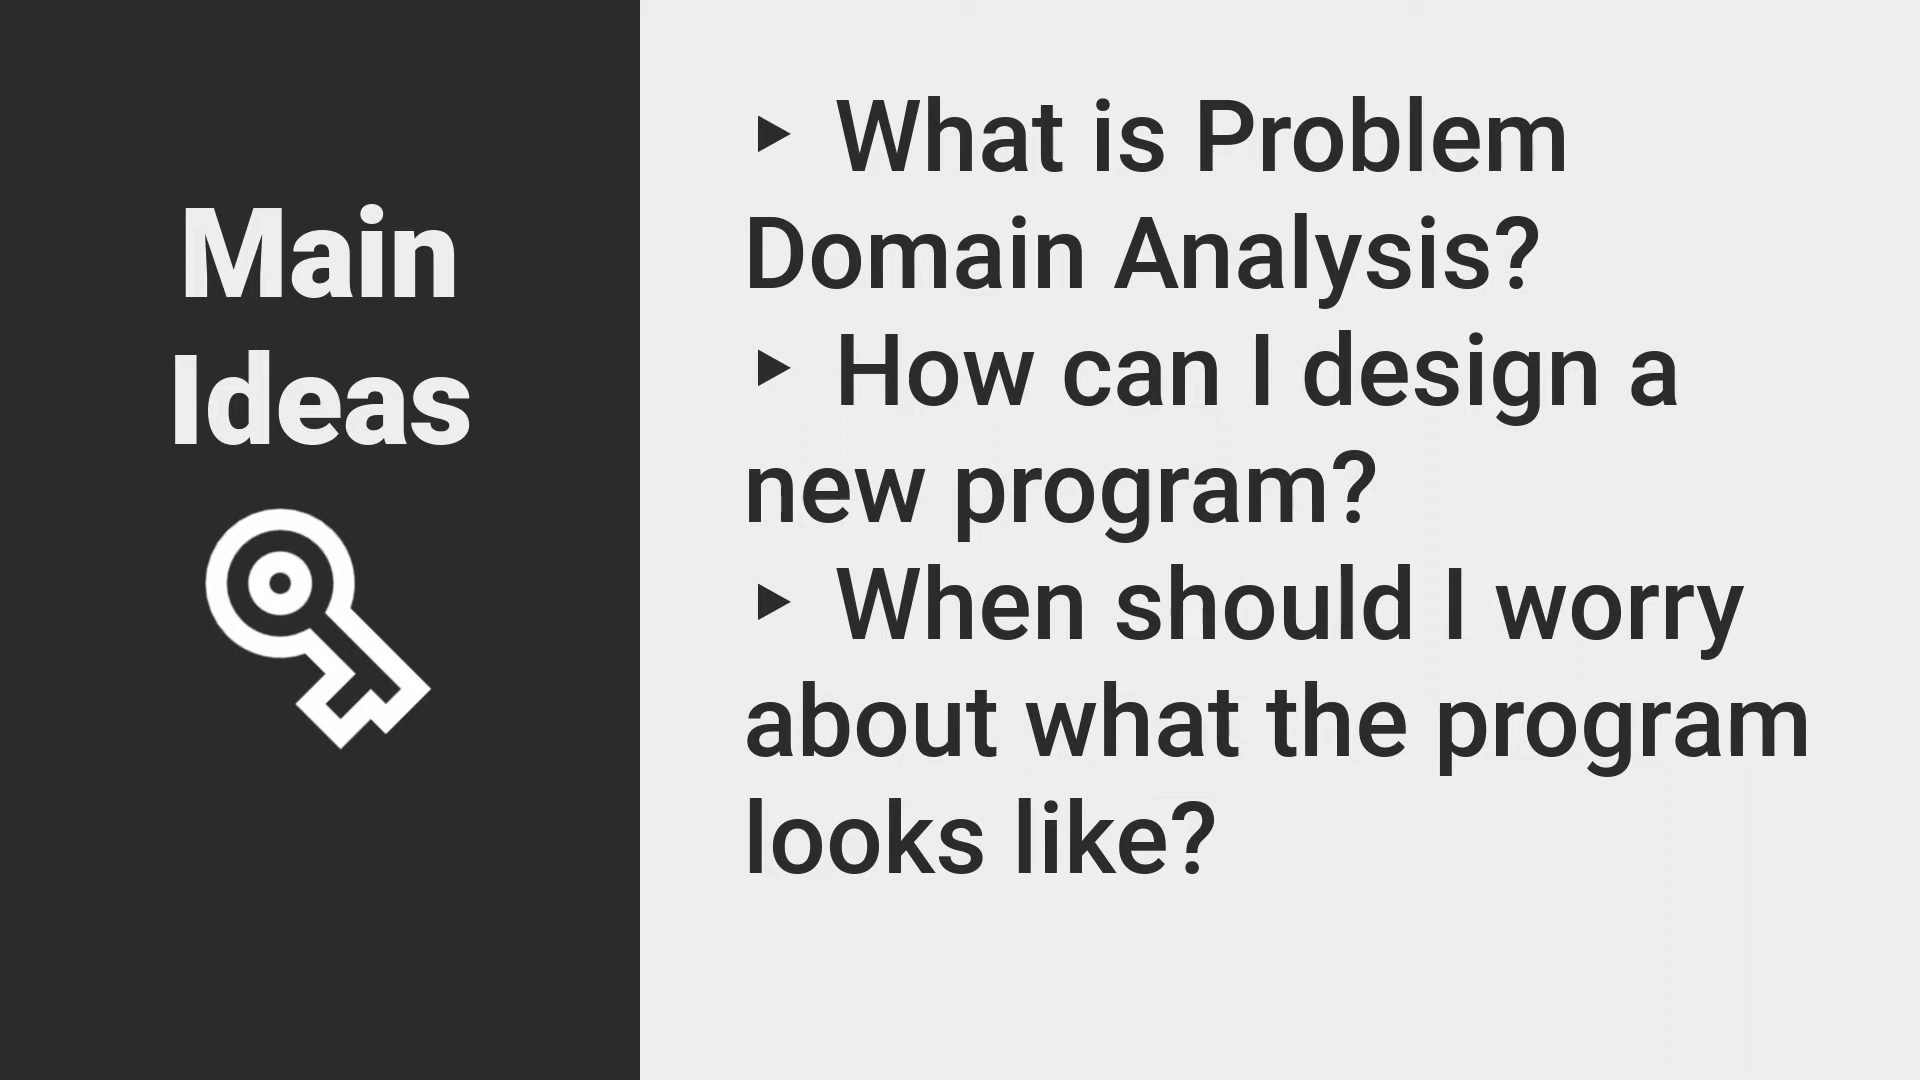 Main
Ideas
‣ What is Problem
Domain Analysis?
‣ How can I design a
new program?
‣ When should I worry
about what the program
looks like?